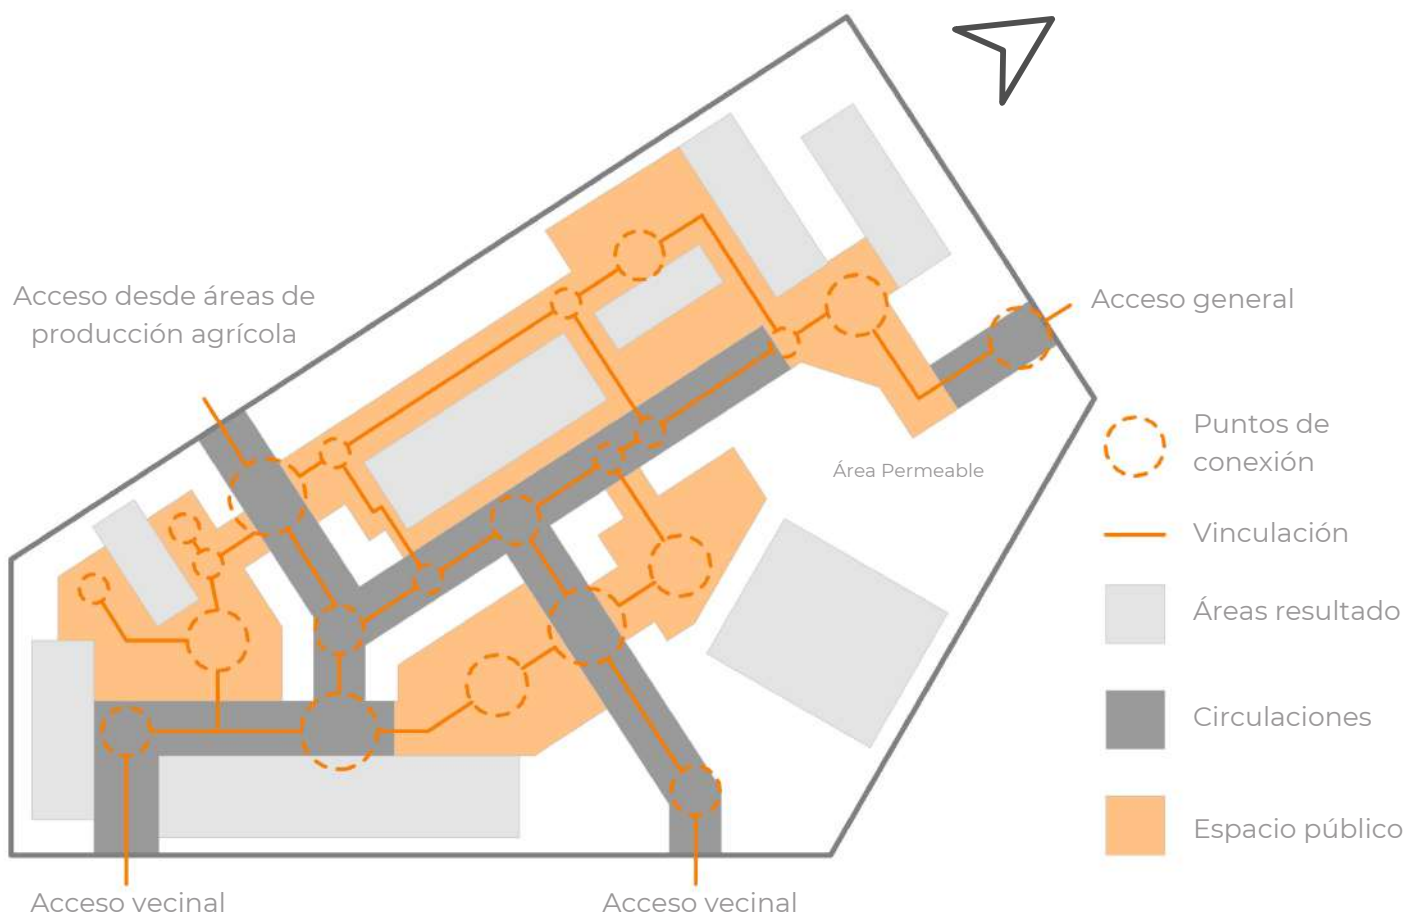 Acceso desde áreas de
producción agrícola
Acceso general
Puntos de
conexión
Área Permeable
Vinculación
Áreas resultado
Circulaciones
Espacio público
Acceso vecinal
Acceso vecinal